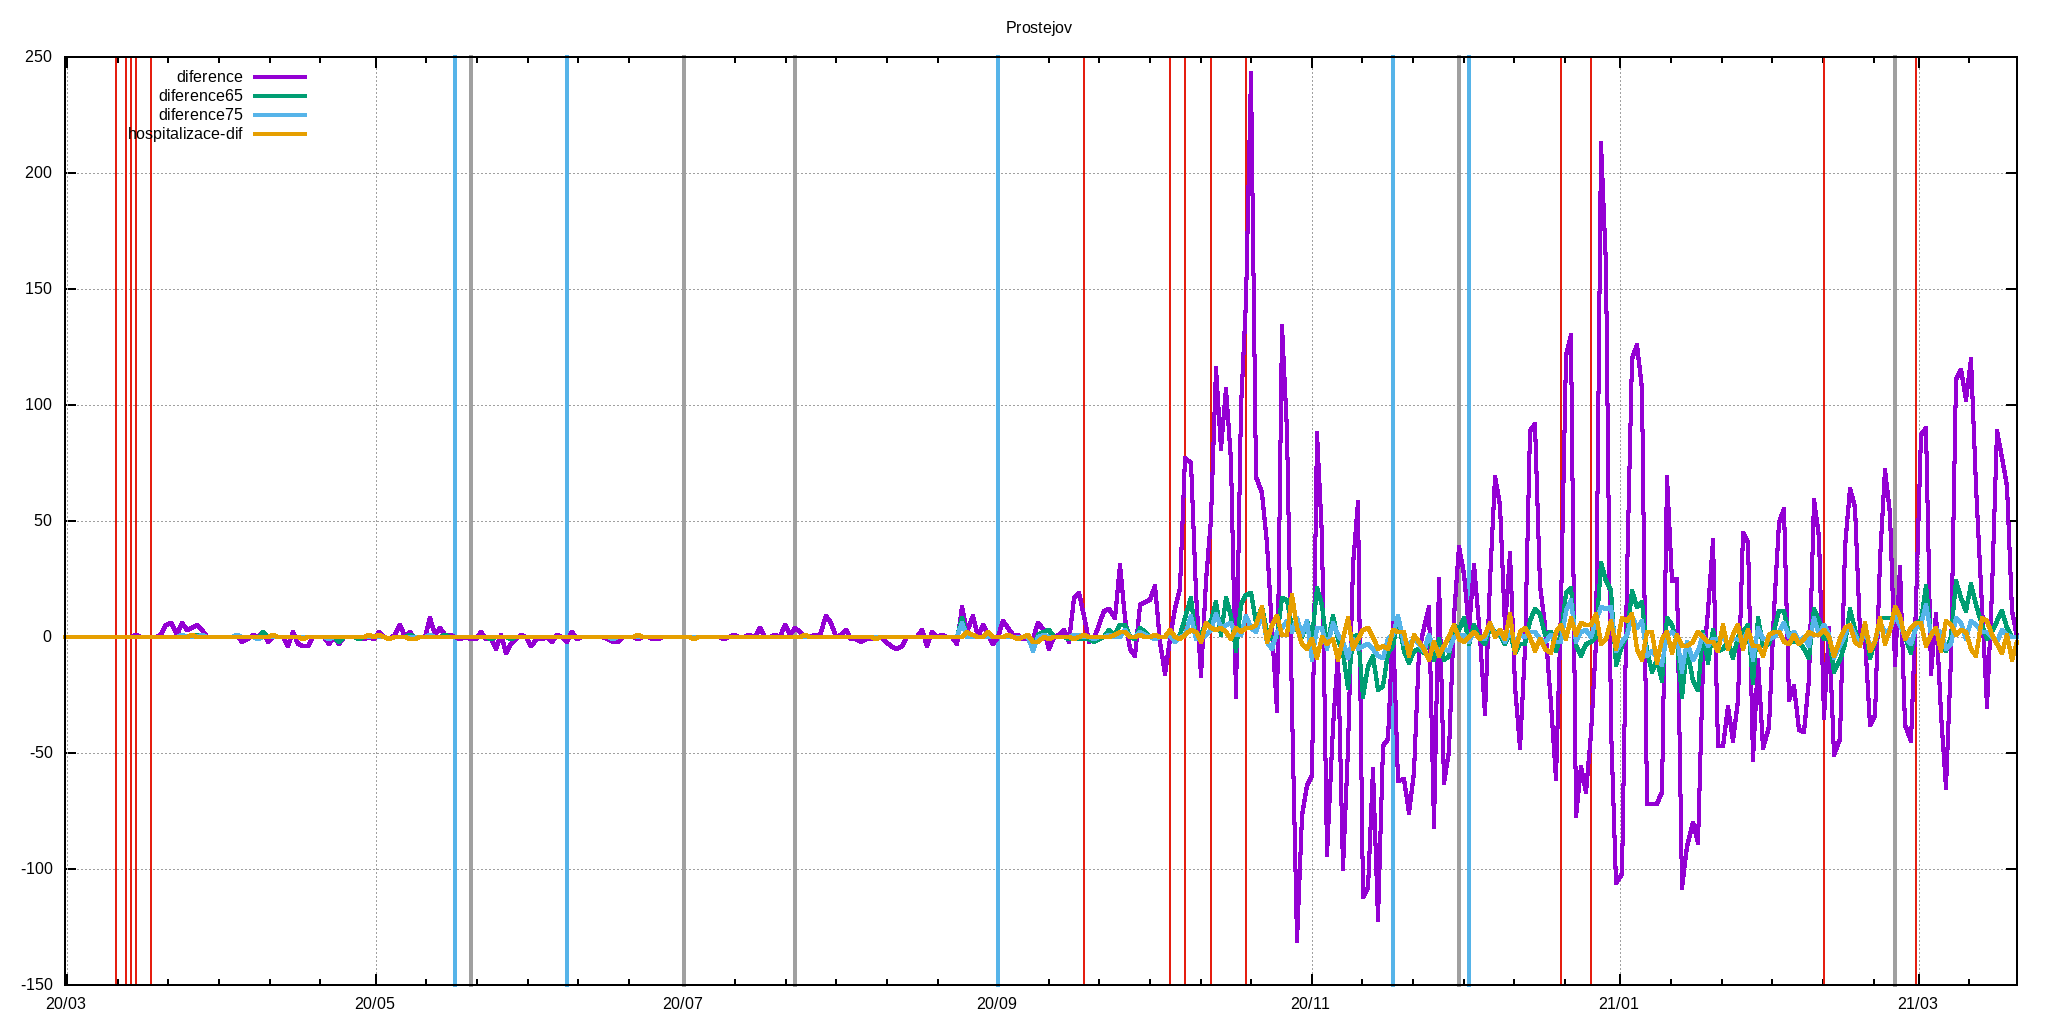 Prostejov
250
200
150
100
50
0
-50
-100
-150
diference
diference65
diference75
hospitalizace-dif
20/03 20/05 20/07 20/09 20/11 21/01 21/03